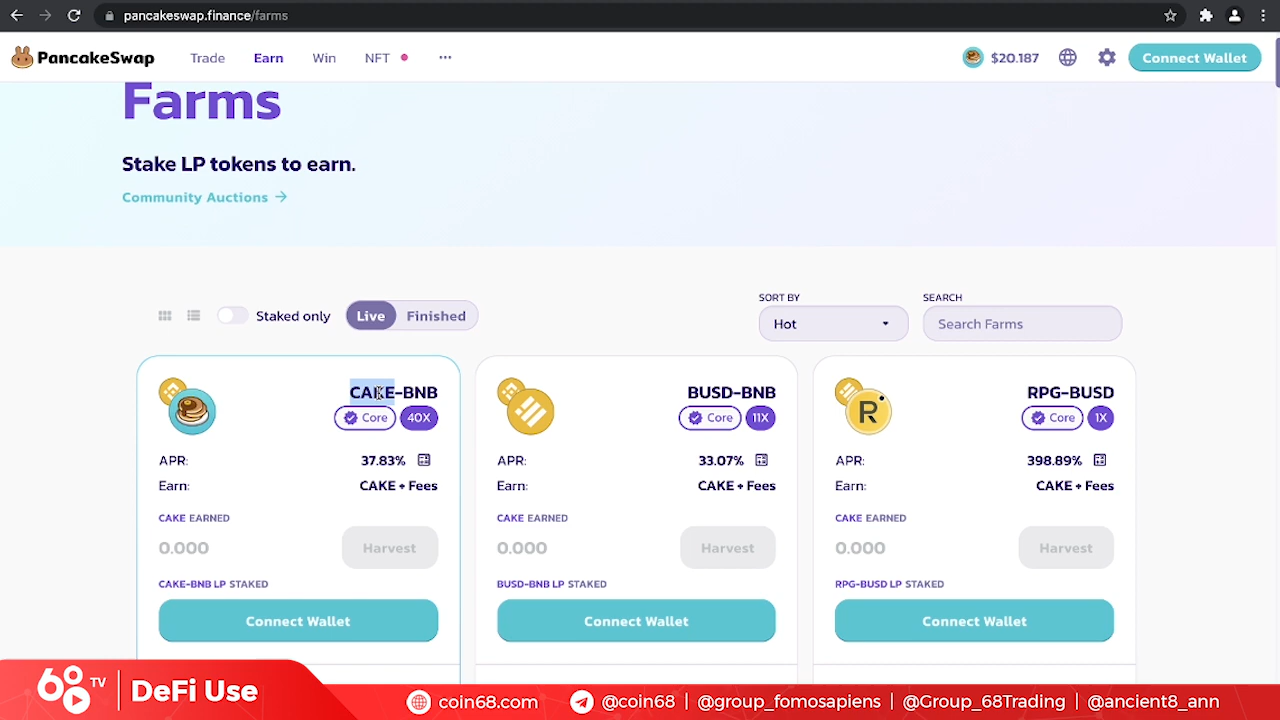 pancakeswap.finance/farms
PancakeSwap Trade Earn Win NFT ... $20.187 Connect Wallet
Farms
Stake LP tokens to earn.
Community Auctions →
SORT BY SEARCH
Staked only Live Finished Hot Search Farms
CAKE-BNB
Core 40X
APR: 37.83%
Earn: CAKE + Fees
CAKE EARNED
0.000 Harvest
CAKE-BNB LP STAKED
Connect Wallet
BUSD-BNB
Core 11X
APR: 33.07%
Earn: CAKE + Fees
CAKE EARNED
0.000 Harvest
BUSD-BNB LP STAKED
Connect Wallet
R
RPG-BUSD
Core 1X
APR: 398.89%
Earn: CAKE + Fees
CAKE EARNED
0.000 Harvest
RPG-BUSD LP STAKED
Connect Wallet
68 TV DeFi Use coin68.com @coin68 | @group_fomosapiens | @Group_68Trading | @ancient8_ann